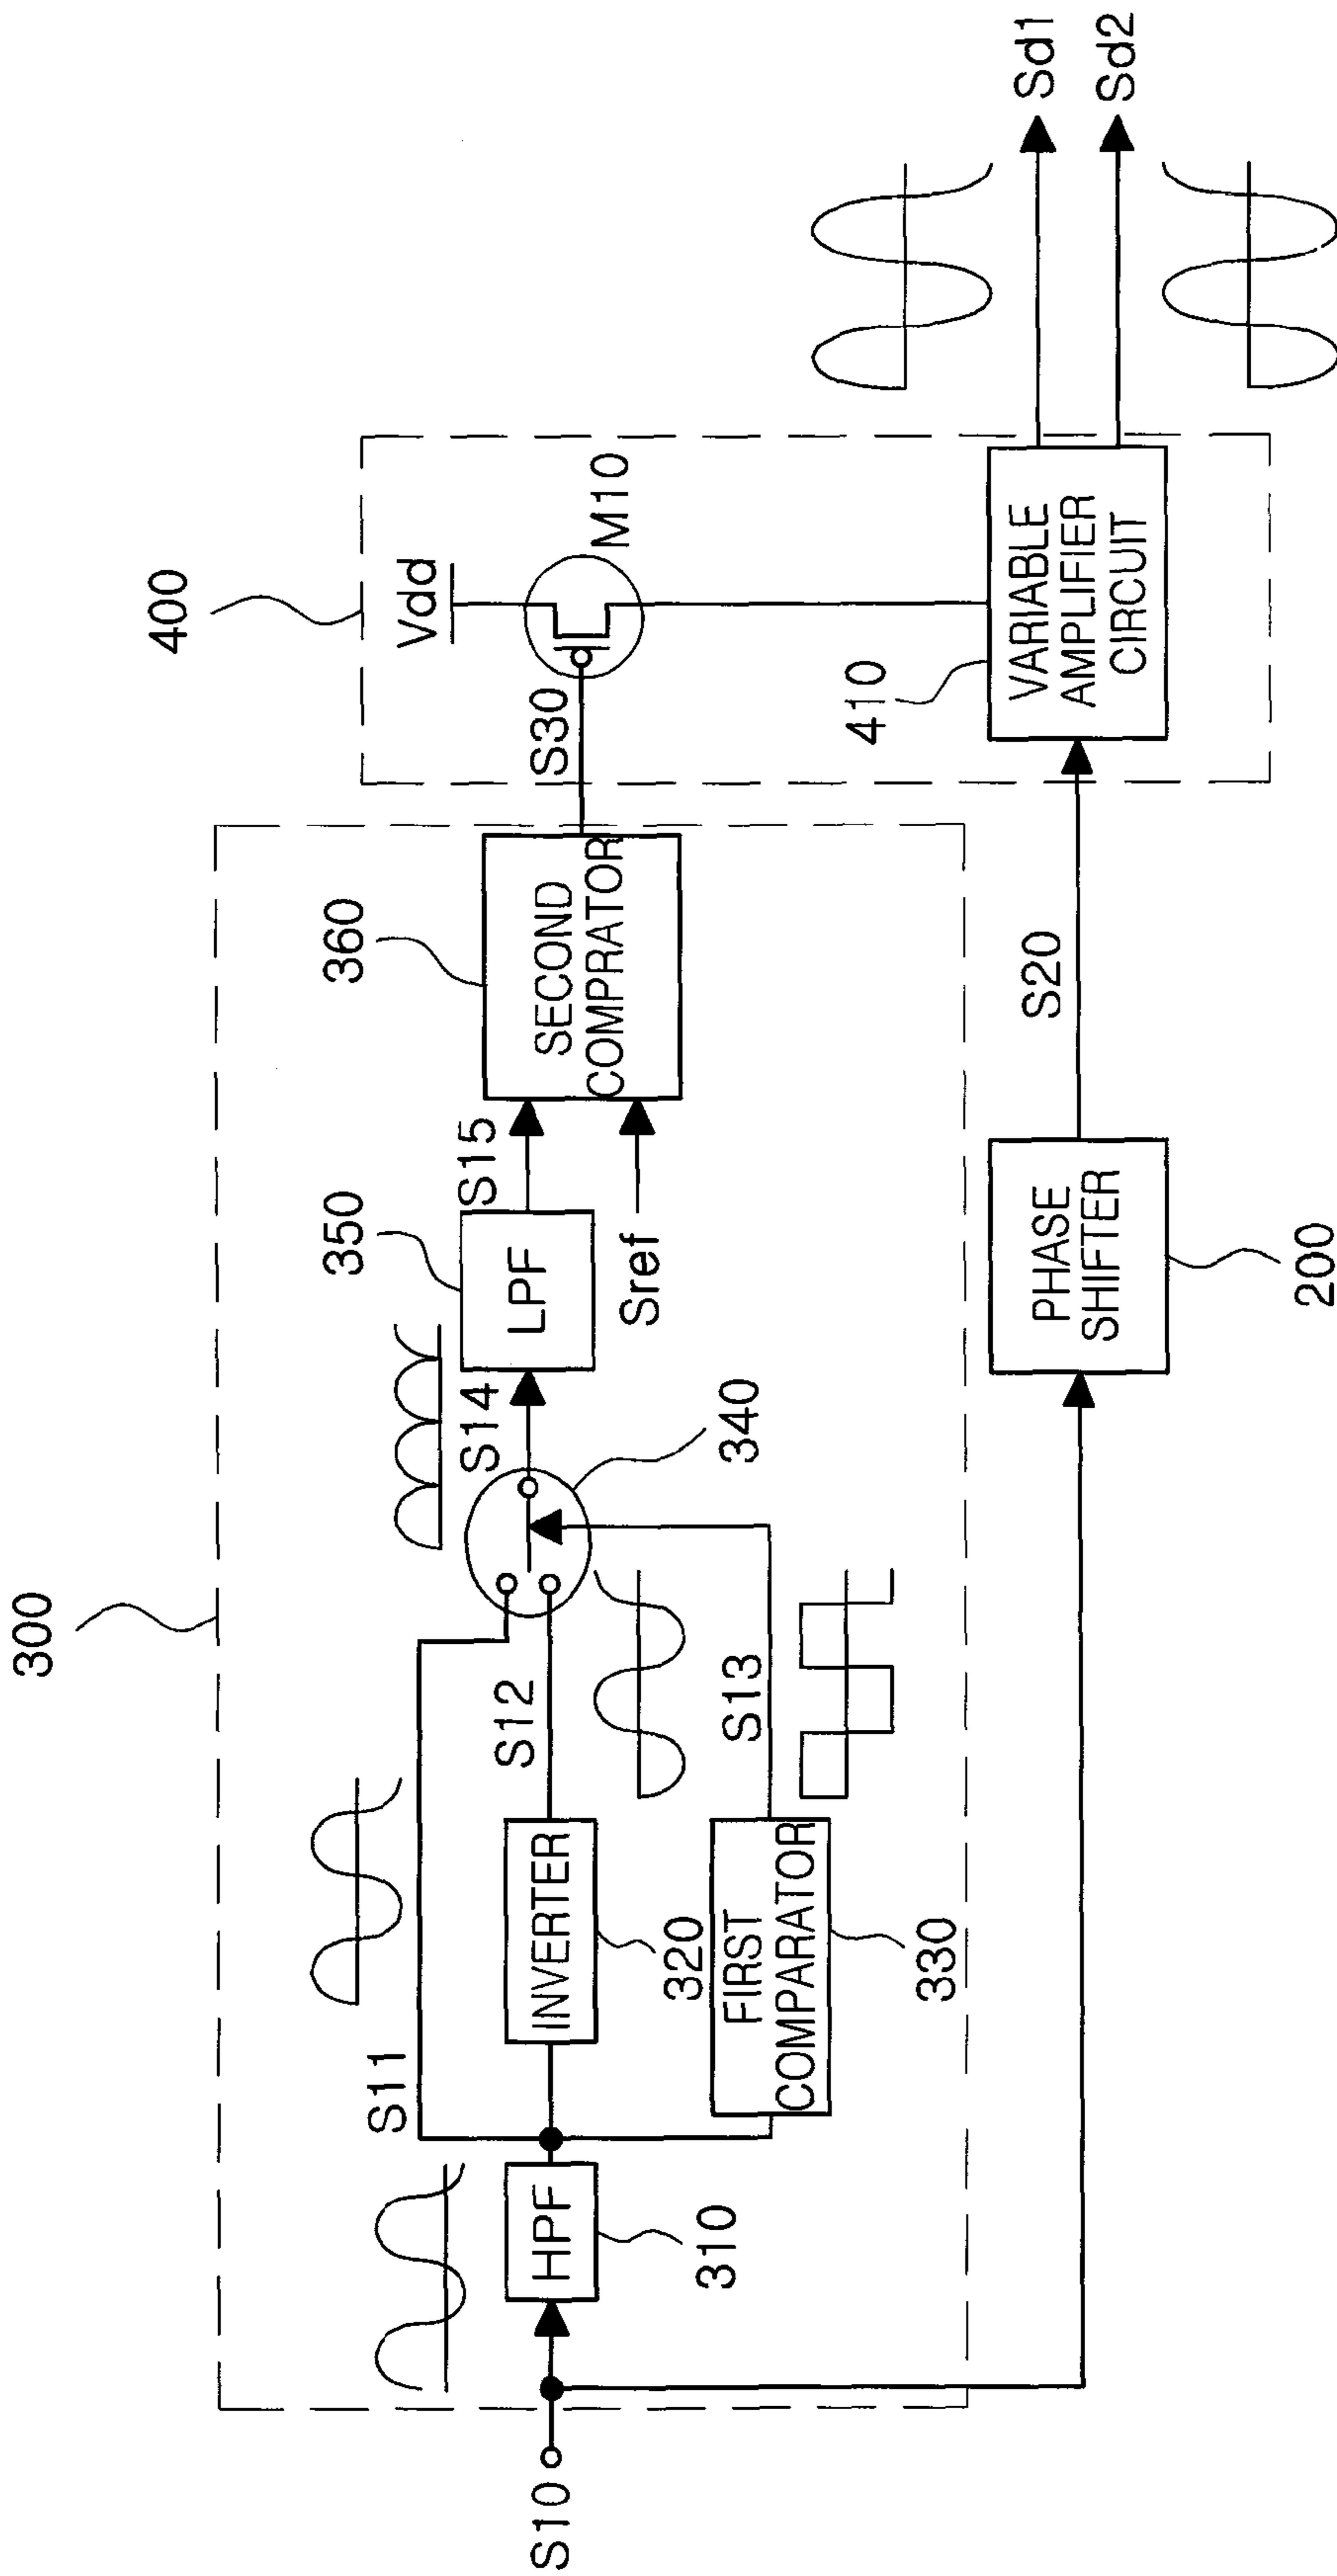 300
400
Vdd
M10
S30
360
SECOND
COMPRATOR
S15
350
LPF
Sref
S14
340
S11
S12
S13
INVERTER
320
FIRST
COMPARATOR
330
HPF
310
S10
410
VARIABLE
AMPLIFIER
CIRCUIT
Sd1
Sd2
S20
PHASE
SHIFTER
200